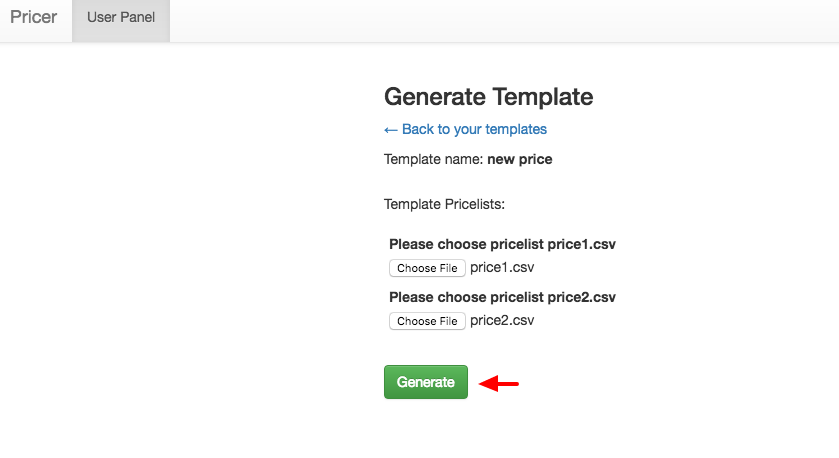 Pricer User Panel
Generate Template
← Back to your templates
Template name: new price
Template Pricelists:
Please choose pricelist price1.csv
Choose File price1.csv
Please choose pricelist price2.csv
Choose File price2.csv
Generate